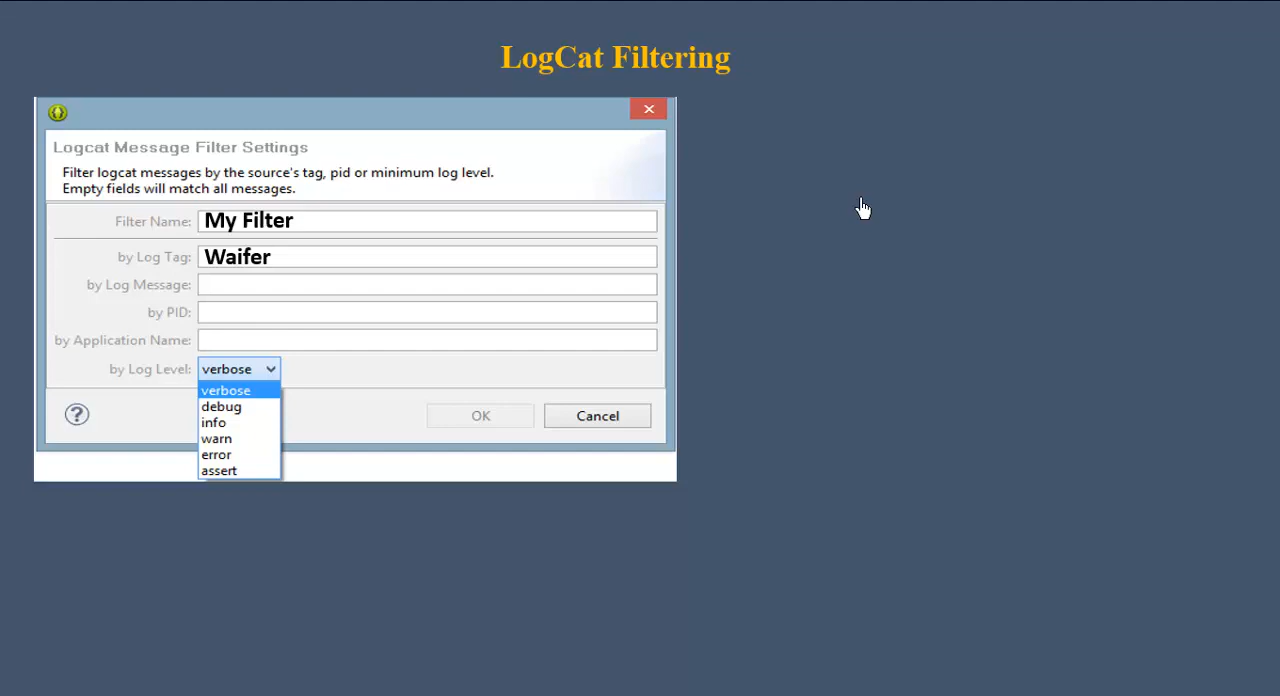 LogCat Filtering
Logcat Message Filter Settings
Filter logcat messages by the source's tag, pid or minimum log level.
Empty fields will match all messages.
Filter Name: My Filter
by Log Tag: Waifer
by Log Message:
by PID:
by Application Name:
by Log Level: verbose
verbose
debug
info
warn
error
assert
? OK Cancel